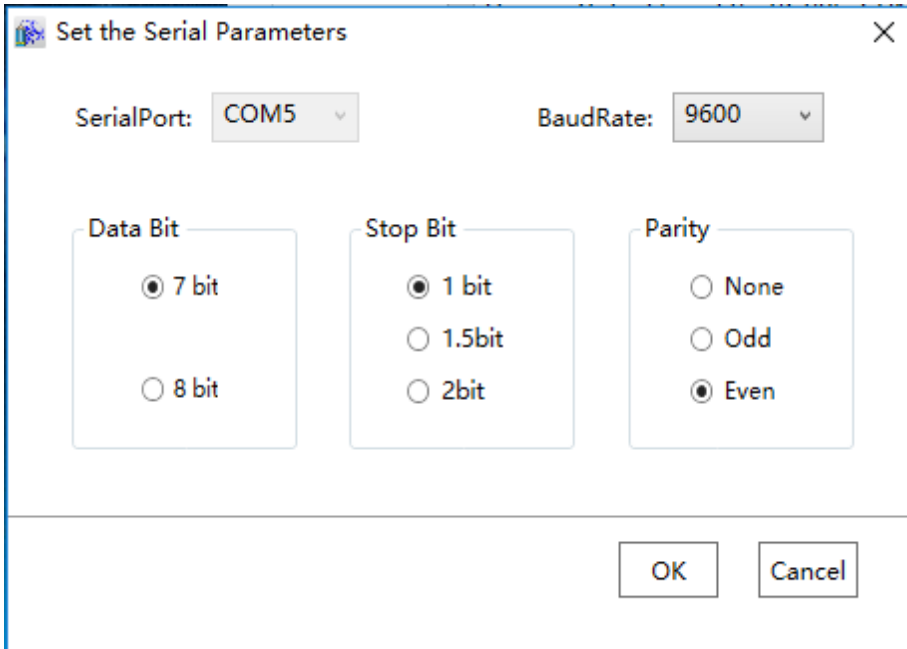 Set the Serial Parameters
SerialPort: COM5 BaudRate: 9600
Data Bit Stop Bit Parity
7 bit 1 bit None
1.5bit Odd
8 bit 2bit Even
OK Cancel